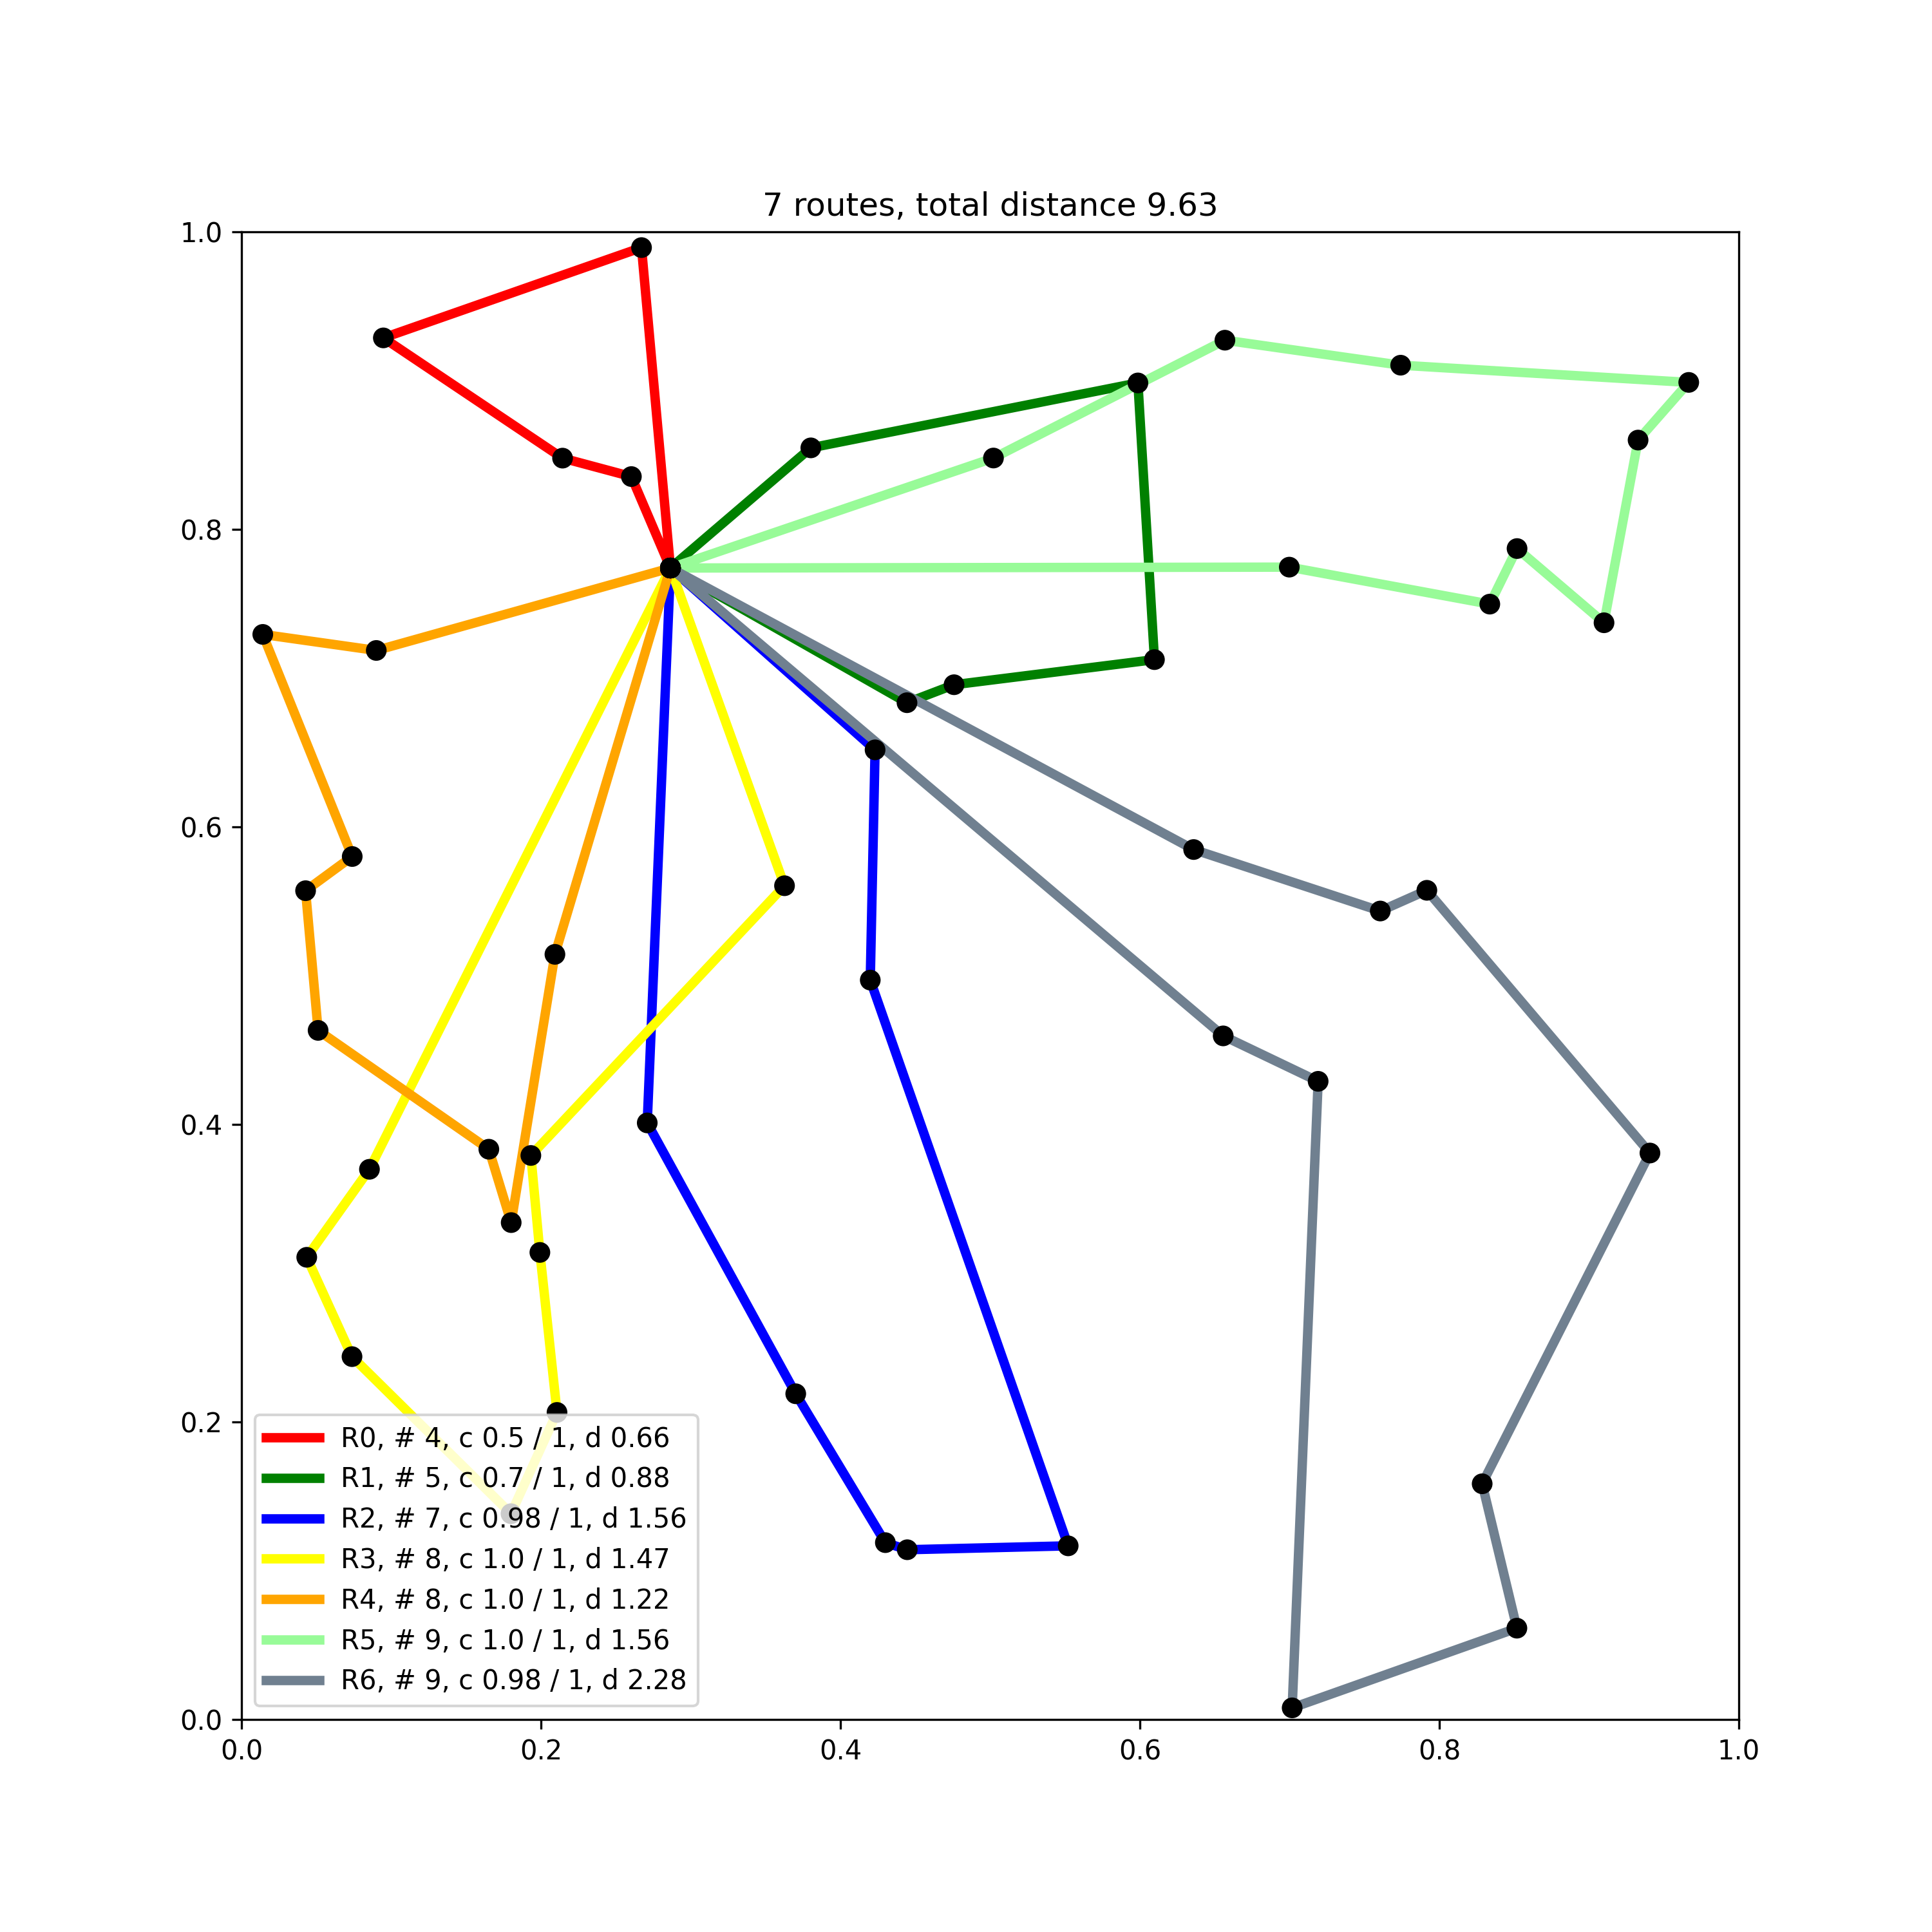 7 routes, total distance 9.63
1.0
0.8
0.6
0.4
0.2
0.0
R0, # 4, c 0.5 / 1, d 0.66
R1, # 5, c 0.7 / 1, d 0.88
R2, # 7, c 0.98 / 1, d 1.56
R3, # 8, c 1.0 / 1, d 1.47
R4, # 8, c 1.0 / 1, d 1.22
R5, # 9, c 1.0 / 1, d 1.56
R6, # 9, c 0.98 / 1, d 2.28
0.0 0.2 0.4 0.6 0.8 1.0